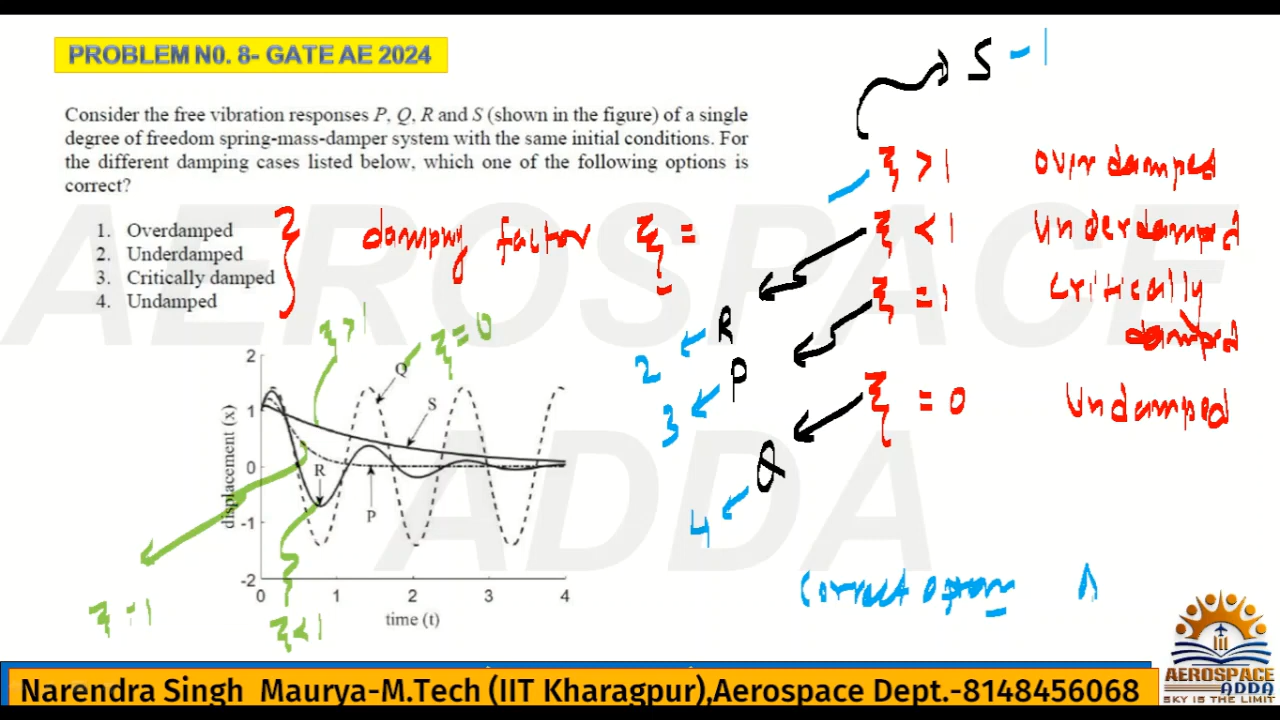 PROBLEM N0. 8- GATE AE 2024
S - 1
Consider the free vibration responses P, Q, R and S (shown in the figure) of a single
degree of freedom spring-mass-damper system with the same initial conditions. For
the different damping cases listed below, which one of the following options is
correct?
1. Overdamped
2. Underdamped
3. Critically damped
4. Undamped
damping factor ξ =
ξ > 1 overdamped
ξ < 1 underdamped
ξ = 1 critically
damped
ξ = 0 undamped
R
2
P
3
Q
4
ξ > 1
ξ = 0
ξ = 1
ξ < 1
displacement (x)
2
1
0
-1
-2
Q
S
R
P
0 1 2 3 4
time (t)
correct option A
AEROSPACE
ADDA
AEROSPACE
ADDA
SKY IS THE LIMIT
Narendra Singh Maurya-M.Tech (IIT Kharagpur),Aerospace Dept.-8148456068